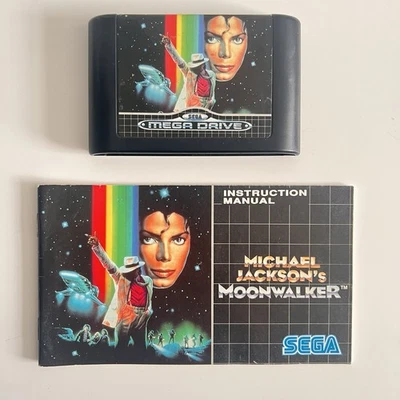 SEGA
MEGA DRIVE
INSTRUCTION
MANUAL
MICHAEL
JACKSON'S
MOONWALKER™
SEGA